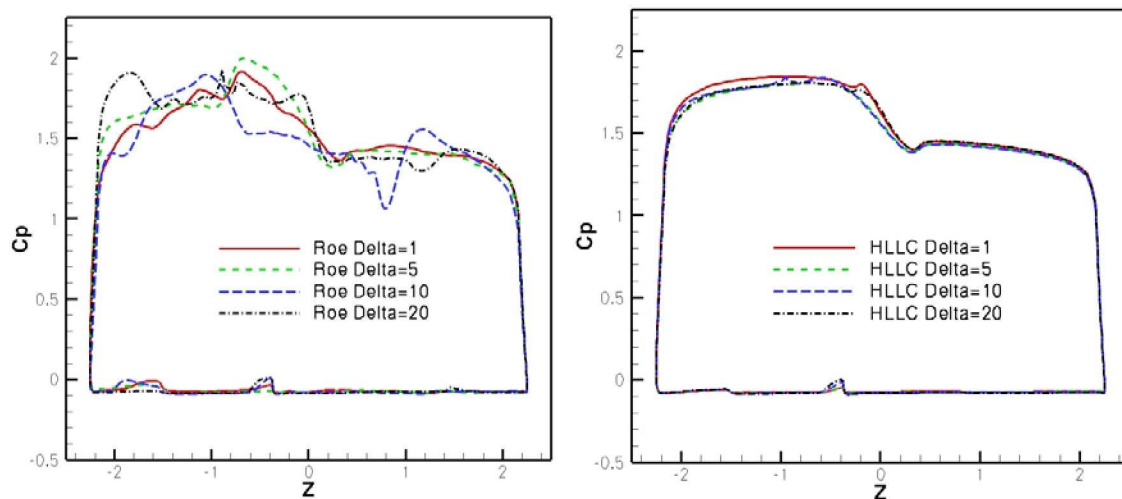 2
1.5
1
0.5
0
-0.5
Cp
Roe Delta=1
Roe Delta=5
Roe Delta=10
Roe Delta=20
-2
-1
0
1
2
Z
2
1.5
1
0.5
0
-0.5
Cp
HLLC Delta=1
HLLC Delta=5
HLLC Delta=10
HLLC Delta=20
-2
-1
0
1
2
Z